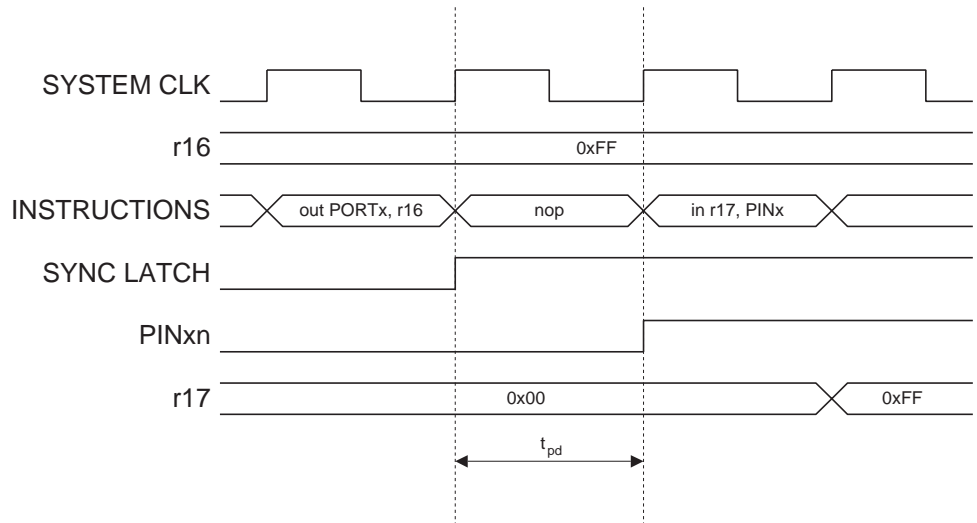 SYSTEM CLK
r16
0xFF
INSTRUCTIONS
out PORTx, r16
nop
in r17, PINx
SYNC LATCH
PINxn
r17
0x00
0xFF
tpd